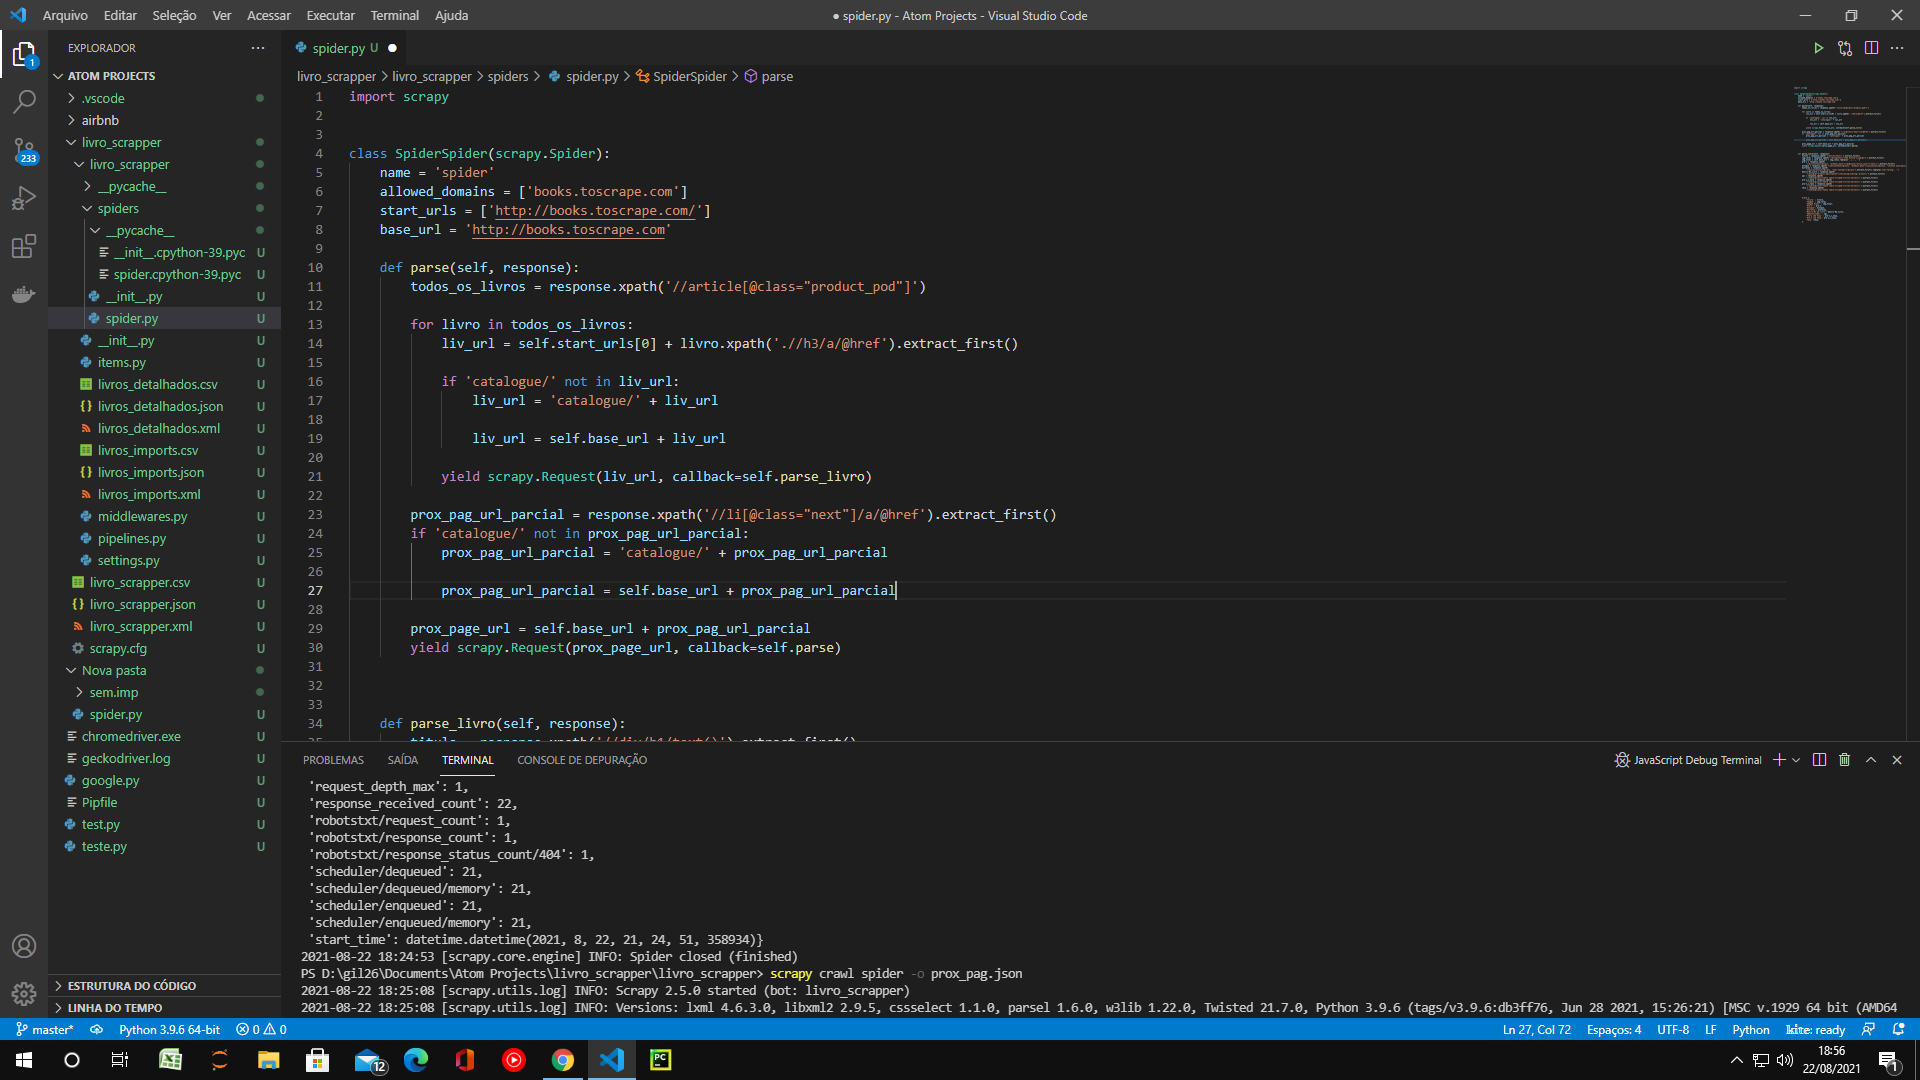 Arquivo Editar Seleção Ver Acessar Executar Terminal Ajuda
● spider.py - Atom Projects - Visual Studio Code
EXPLORADOR
ATOM PROJECTS
.vscode
airbnb
livro_scrapper
livro_scrapper
__pycache__
spiders
__pycache__
__init__.cpython-39.pyc U
spider.cpython-39.pyc U
__init__.py U
spider.py U
__init__.py U
items.py U
livros_detalhados.csv U
livros_detalhados.json U
livros_detalhados.xml U
livros_imports.csv U
livros_imports.json U
livros_imports.xml U
middlewares.py U
pipelines.py U
settings.py U
livro_scrapper.csv U
livro_scrapper.json U
livro_scrapper.xml U
scrapy.cfg U
Nova pasta
sem.imp
spider.py U
chromedriver.exe U
geckodriver.log U
google.py U
Pipfile U
test.py U
teste.py U
ESTRUTURA DO CÓDIGO
LINHA DO TEMPO
1
233
spider.py U ●
livro_scrapper > livro_scrapper > spiders > spider.py > SpiderSpider > parse
1 import scrapy
2
3
4 class SpiderSpider(scrapy.Spider):
5 name = 'spider'
6 allowed_domains = ['books.toscrape.com']
7 start_urls = ['http://books.toscrape.com/']
8 base_url = 'http://books.toscrape.com'
9
10 def parse(self, response):
11 todos_os_livros = response.xpath('//article[@class="product_pod"]')
12
13 for livro in todos_os_livros:
14 liv_url = self.start_urls[0] + livro.xpath('.//h3/a/@href').extract_first()
15
16 if 'catalogue/' not in liv_url:
17 liv_url = 'catalogue/' + liv_url
18
19 liv_url = self.base_url + liv_url
20
21 yield scrapy.Request(liv_url, callback=self.parse_livro)
22
23 prox_pag_url_parcial = response.xpath('//li[@class="next"]/a/@href').extract_first()
24 if 'catalogue/' not in prox_pag_url_parcial:
25 prox_pag_url_parcial = 'catalogue/' + prox_pag_url_parcial
26
27 prox_pag_url_parcial = self.base_url + prox_pag_url_parcial
28
29 prox_page_url = self.base_url + prox_pag_url_parcial
30 yield scrapy.Request(prox_page_url, callback=self.parse)
31
32
33
34 def parse_livro(self, response):
35 titulo = response.xpath('//div/h1/text()').extract_first()
PROBLEMAS SAÍDA TERMINAL CONSOLE DE DEPURAÇÃO
JavaScript Debug Terminal
'request_depth_max': 1,
'response_received_count': 22,
'robotstxt/request_count': 1,
'robotstxt/response_count': 1,
'robotstxt/response_status_count/404': 1,
'scheduler/dequeued': 21,
'scheduler/dequeued/memory': 21,
'scheduler/enqueued': 21,
'scheduler/enqueued/memory': 21,
'start_time': datetime.datetime(2021, 8, 22, 21, 24, 51, 358934)}
2021-08-22 18:24:53 [scrapy.core.engine] INFO: Spider closed (finished)
PS D:\gil26\Documents\Atom Projects\livro_scrapper\livro_scrapper> scrapy crawl spider -o prox_pag.json
2021-08-22 18:25:08 [scrapy.utils.log] INFO: Scrapy 2.5.0 started (bot: livro_scrapper)
2021-08-22 18:25:08 [scrapy.utils.log] INFO: Versions: lxml 4.6.3.0, libxml2 2.9.5, cssselect 1.1.0, parsel 1.6.0, w3lib 1.22.0, Twisted 21.7.0, Python 3.9.6 (tags/v3.9.6:db3ff76, Jun 28 2021, 15:26:21) [MSC v.1929 64 bit (AMD64
master* Python 3.9.6 64-bit 0 0
Ln 27, Col 72 Espaços: 4 UTF-8 LF Python kite: ready
12
PC
18:56
22/08/2021
1